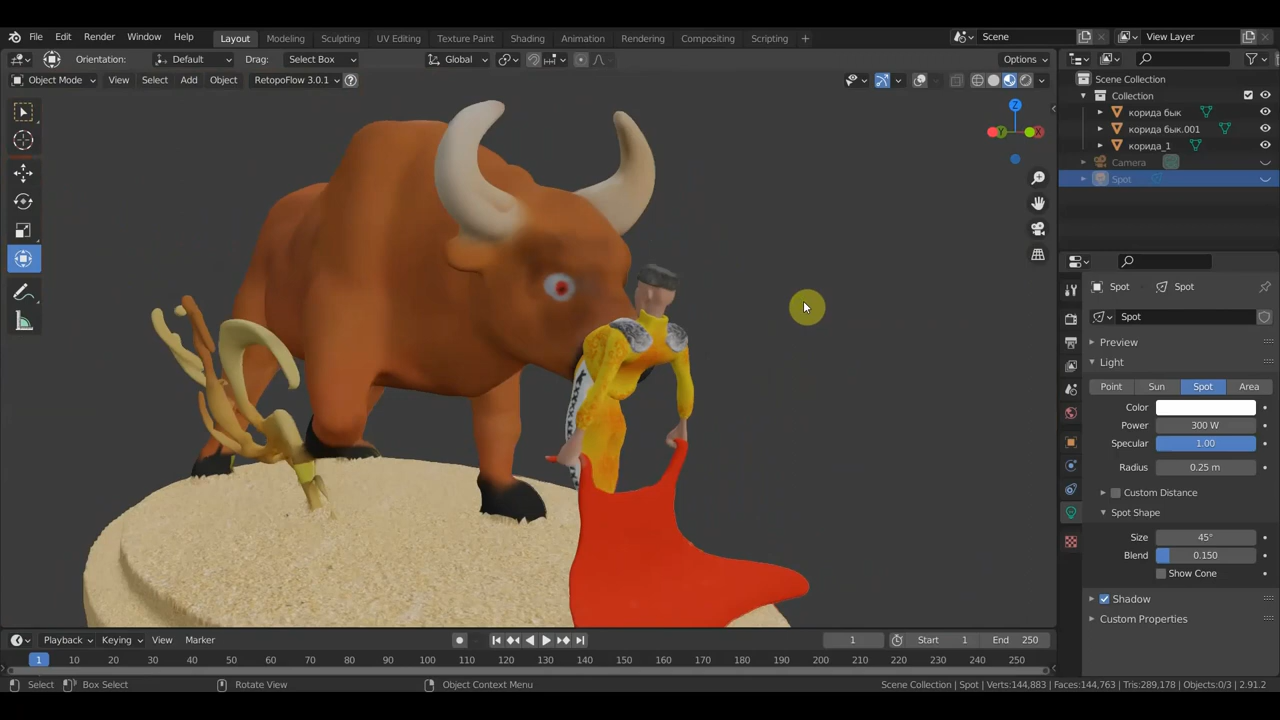 File Edit Render Window Help Layout Modeling Sculpting UV Editing Texture Paint Shading Animation Rendering Compositing Scripting + Scene View Layer
Orientation: Default Drag: Select Box Global Options
Object Mode View Select Add Object RetopoFlow 3.0.1
Scene Collection
Collection
корида бык
корида бык.001
корида_1
Camera
Spot
Z
Y
X
Spot Spot
Spot
Preview
Light
Point Sun Spot Area
Color
Power 300 W
Specular 1.00
Radius 0.25 m
Custom Distance
Spot Shape
Size 45°
Blend 0.150
Show Cone
Shadow
Custom Properties
Playback Keying View Marker 1 Start 1 End 250
1 10 20 30 40 50 60 70 80 90 100 110 120 130 140 150 160 170 180 190 200 210 220 230 240 250
Select Box Select Rotate View Object Context Menu Scene Collection | Spot | Verts:144,883 | Faces:144,763 | Tris:289,178 | Objects:0/3 | 2.91.2